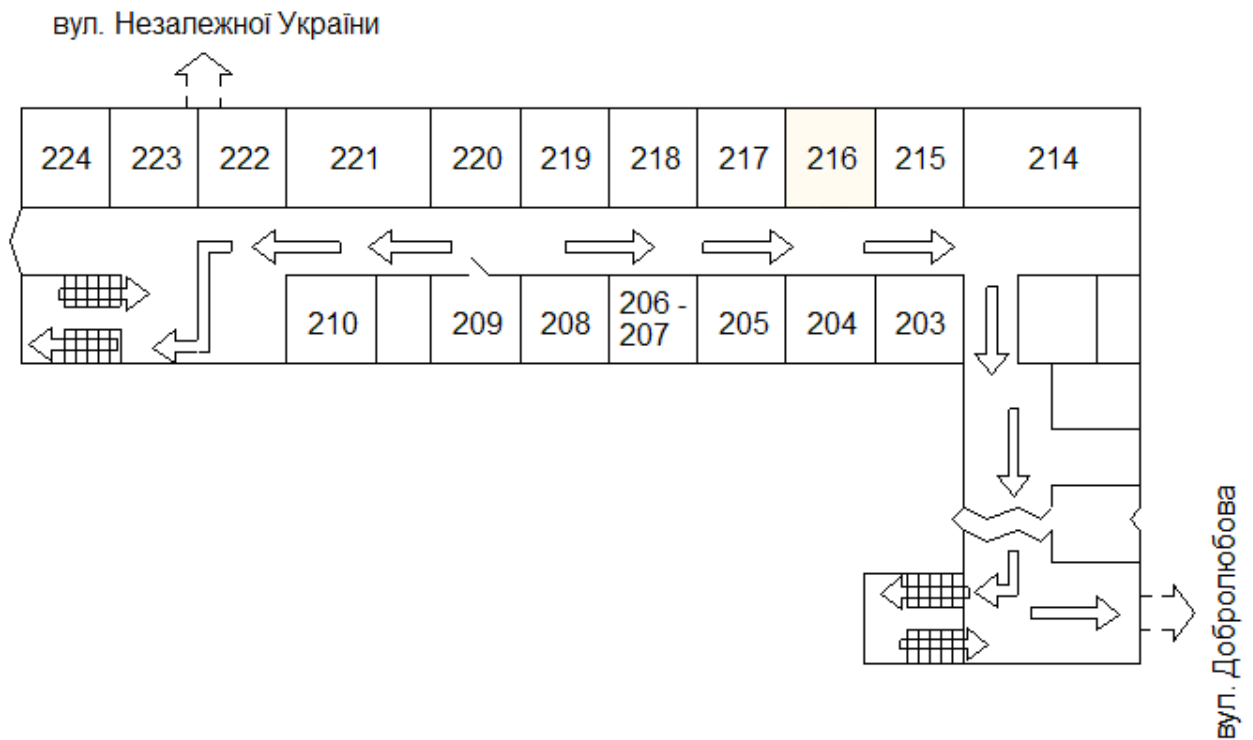 вул. Незалежної України
224 223 222 221 220 219 218 217 216 215 214
210 209 208 206 - 207 205 204 203
вул. Добролюбова